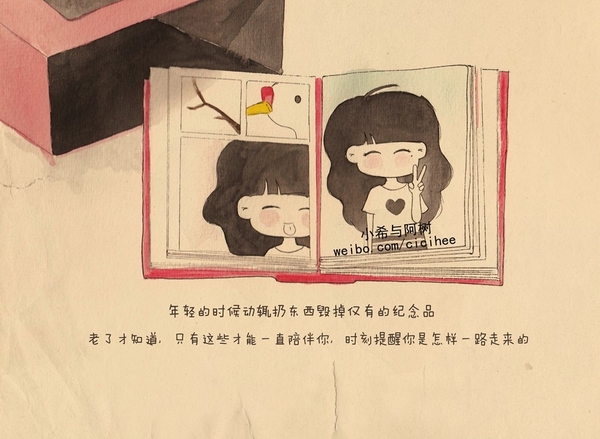 小希与阿树
weibo.com/cicihee
年轻的时候动辄扔东西毁掉仅有的纪念品
老了才知道，只有这些才能一直陪伴你，时刻提醒你是怎样一路走来的